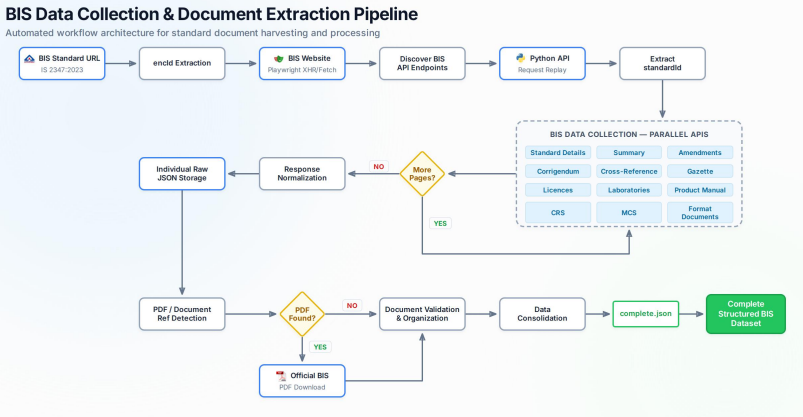 BIS Data Collection & Document Extraction Pipeline
Automated workflow architecture for standard document harvesting and processing
BIS Standard URL
IS 2347:2023
encId Extraction
BIS Website
Playwright XHR/Fetch
Discover BIS
API Endpoints
Python API
Request Replay
Extract
standardId
BIS DATA COLLECTION — PARALLEL APIS
Standard Details
Summary
Amendments
Corrigendum
Cross-Reference
Gazette
Licences
Laboratories
Product Manual
CRS
MCS
Format
Documents
More
Pages?
NO
YES
Response
Normalization
Individual Raw
JSON Storage
PDF / Document
Ref Detection
PDF
Found?
NO
YES
Official BIS
PDF Download
Document Validation
& Organization
Data
Consolidation
complete.json
Complete
Structured BIS
Dataset